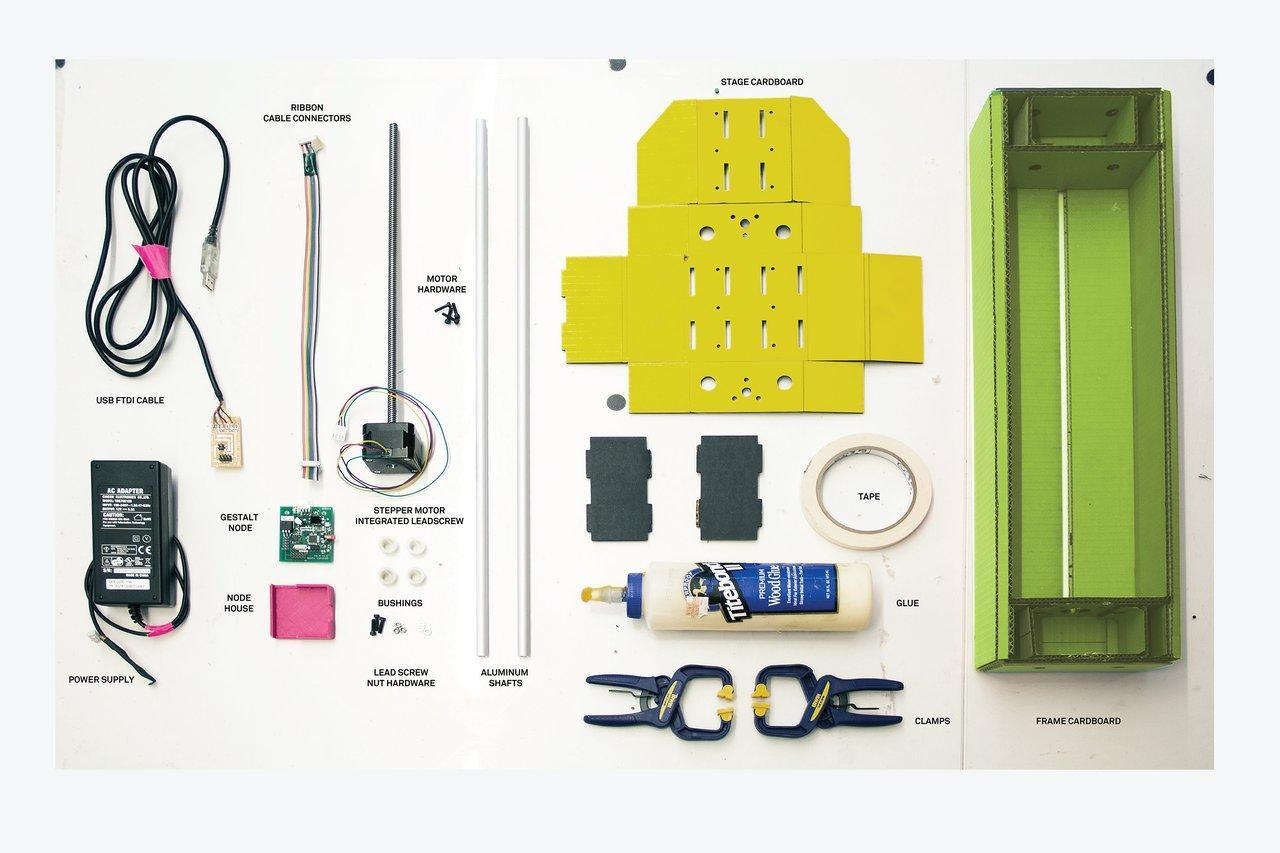 STAGE CARDBOARD
RIBBON
CABLE CONNECTORS
MOTOR
HARDWARE
USB FTDI CABLE
AC ADAPTER
CAUTION:
GESTALT
NODE
STEPPER MOTOR
INTEGRATED LEADSCREW
TAPE
NODE
HOUSE
BUSHINGS
Titebond
PREMIUM
Wood Glue
GLUE
POWER SUPPLY
LEAD SCREW
NUT HARDWARE
ALUMINUM
SHAFTS
CLAMPS
FRAME CARDBOARD